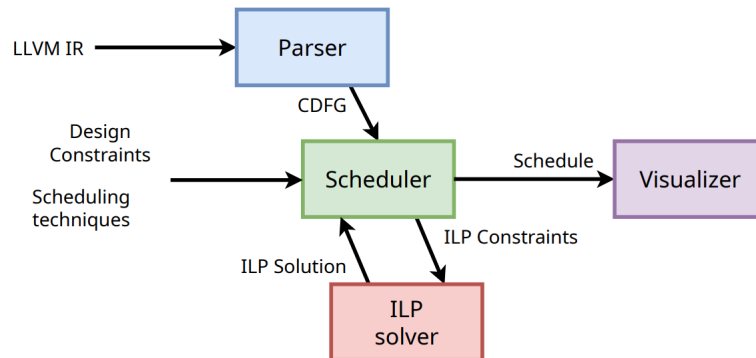 Parser
LLVM IR
CDFG
Design
Constraints
Scheduling
techniques
Scheduler
Schedule
Visualizer
ILP Constraints
ILP Solution
ILP
solver